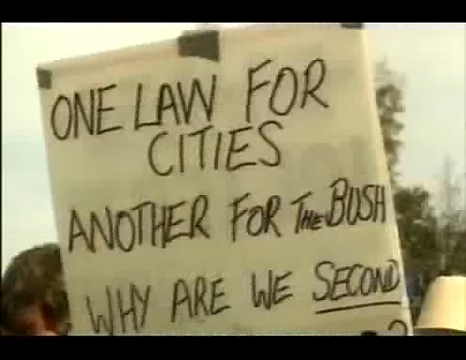 ONE LAW FOR
CITIES
ANOTHER FOR THE BUSH
WHY ARE WE SECOND
?